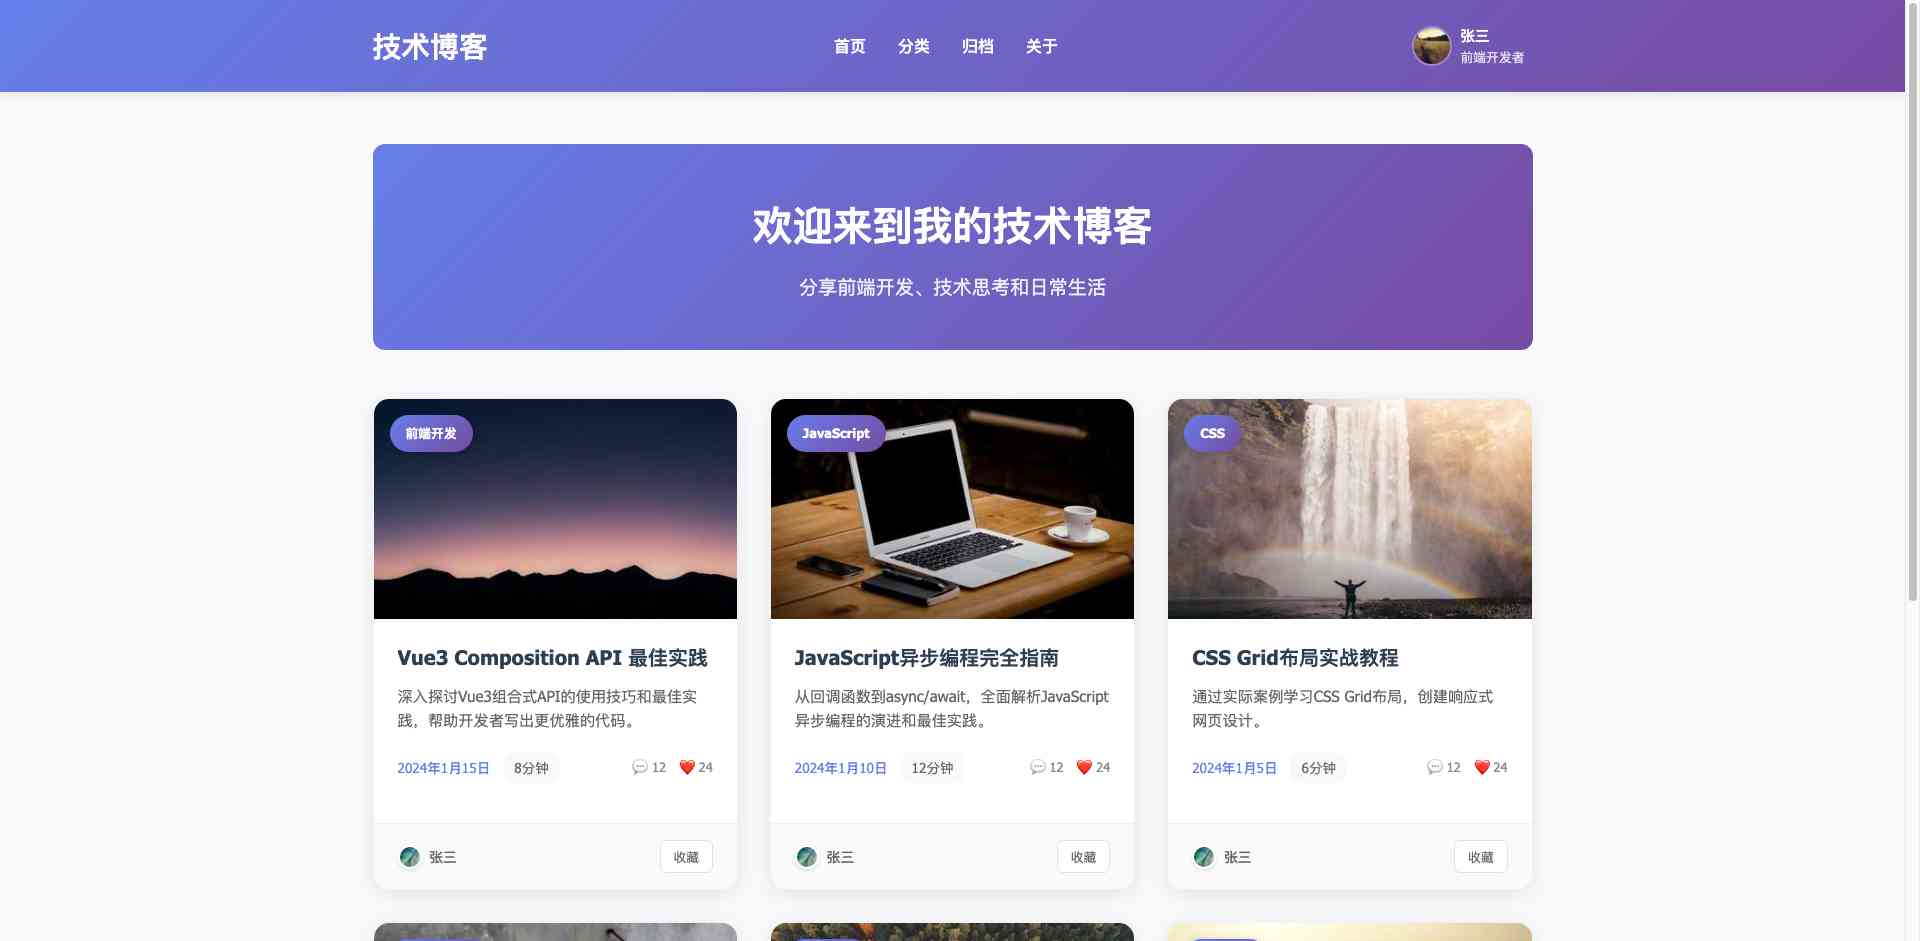 技术博客
首页 分类 归档 关于
张三
前端开发者
欢迎来到我的技术博客
分享前端开发、技术思考和日常生活
前端开发
Vue3 Composition API 最佳实践
深入探讨Vue3组合式API的使用技巧和最佳实
践，帮助开发者写出更优雅的代码。
2024年1月15日 8分钟 12 24
张三 收藏
JavaScript
JavaScript异步编程完全指南
从回调函数到async/await，全面解析JavaScript
异步编程的演进和最佳实践。
2024年1月10日 12分钟 12 24
张三 收藏
CSS
CSS Grid布局实战教程
通过实际案例学习CSS Grid布局，创建响应式
网页设计。
2024年1月5日 6分钟 12 24
张三 收藏